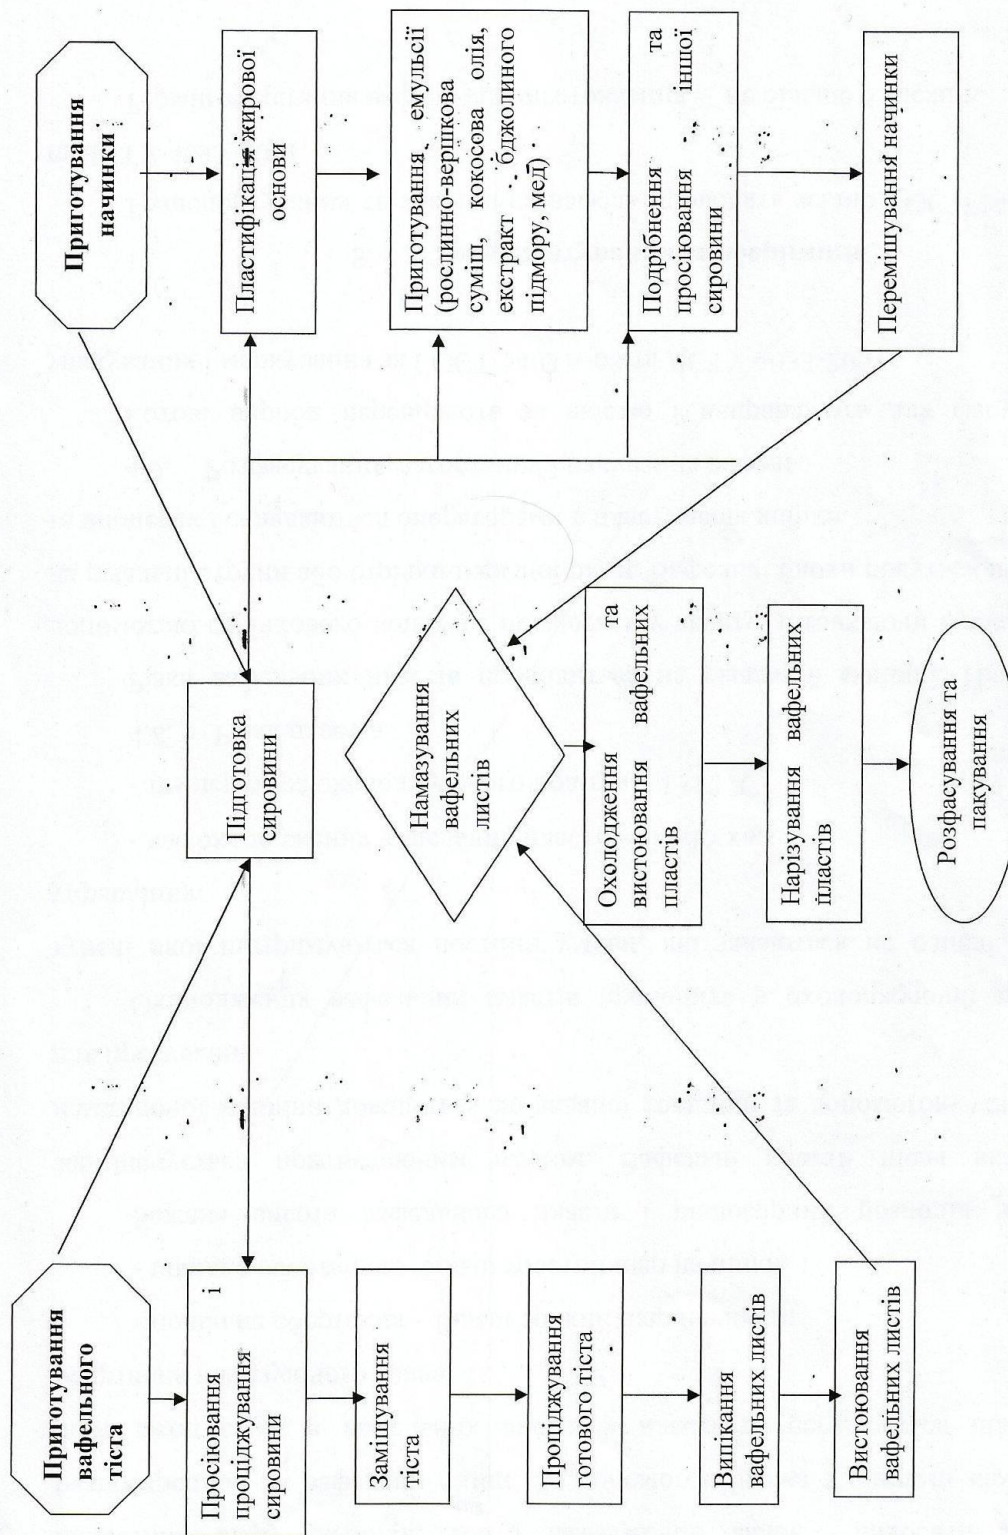 Приготування
вафельного
тіста
Просіювання і
проціджування
сировини
Замішування
тіста
Проціджування
готового тіста
Випікання
вафельних листів
Вистоювання
вафельних листів
Підготовка
сировини
Намазування
вафельних
листів
Охолодження та
вистоювання вафельних
пластів
Нарізування вафельних
пластів
Розфасування та
пакування
Приготування
начинки
Пластифікація жирової
основи
Приготування емульсії
(рослинно-вершкова
суміш, кокосова олія,
екстракт бджолиного
підмору, мед)
Подрібнення та
просіювання іншої
сировини
Перемішування начинки